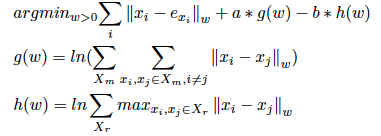 argmin_{w>0} ∑_i ‖x_i − e_{x_i}‖_w + a * g(w) − b * h(w)
g(w) = ln(∑_{X_m} ∑_{x_i,x_j∈X_m,i≠j} ‖x_i − x_j‖_w)
h(w) = ln ∑_{X_r} max_{x_i,x_j∈X_r} ‖x_i − x_j‖_w